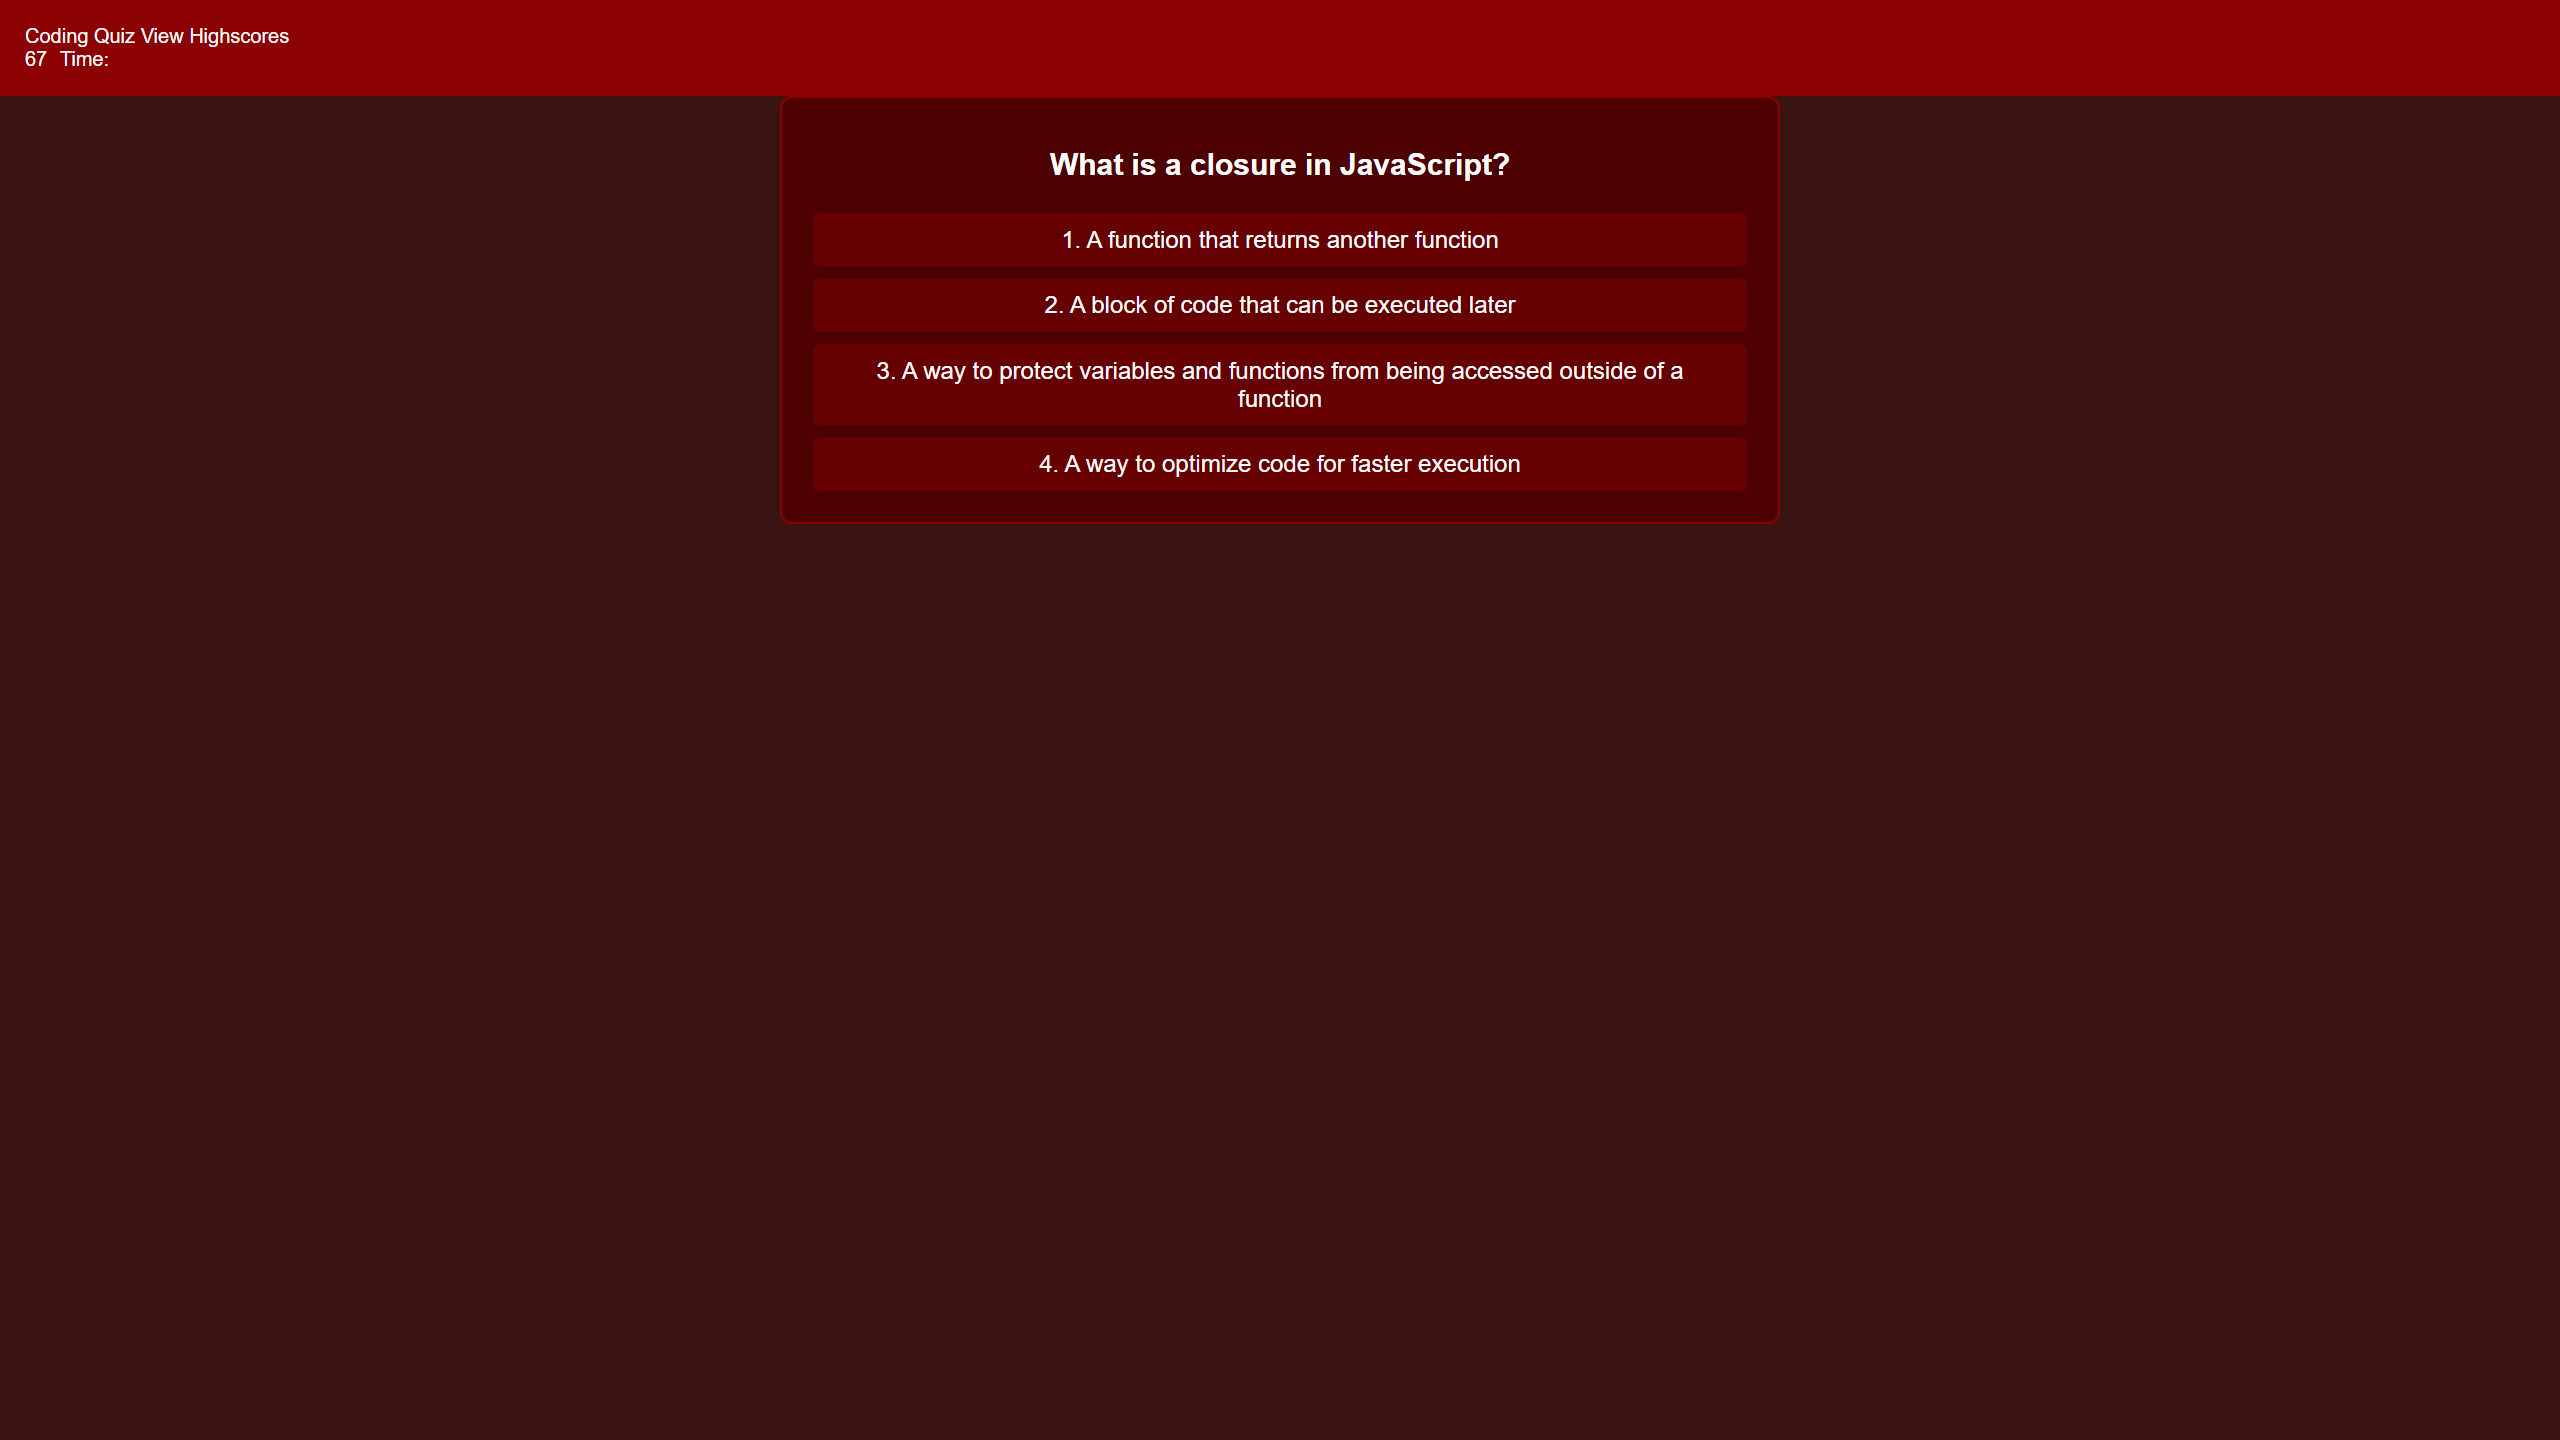 Coding Quiz View Highscores
67 Time:
What is a closure in JavaScript?
1. A function that returns another function
2. A block of code that can be executed later
3. A way to protect variables and functions from being accessed outside of a
function
4. A way to optimize code for faster execution